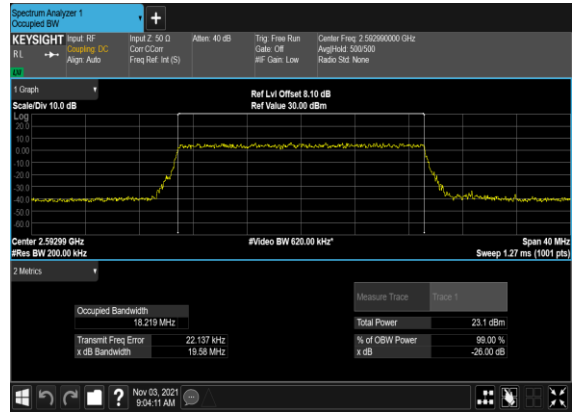 Spectrum Analyzer 1
Occupied BW
+
KEYSIGHT Input: RF Input Z: 50 Ω Atten: 40 dB Trig: Free Run Center Freq: 2.592990000 GHz
RL Coupling: DC Corr CCorr Gate: Off Avg|Hold: 500/500
Align: Auto Freq Ref: Int (S) #IF Gain: Low Radio Std: None
LW
1 Graph
Ref Lvl Offset 8.10 dB
Scale/Div 10.0 dB Ref Value 30.00 dBm
Log
20.0
10.0
0.00
-10.0
-20.0
-30.0
-40.0
-50.0
-60.0
Center 2.59299 GHz #Video BW 620.00 kHz* Span 40 MHz
#Res BW 200.00 kHz Sweep 1.27 ms (1001 pts)
2 Metrics
Measure Trace Trace 1
Occupied Bandwidth
18.219 MHz Total Power 23.1 dBm
Transmit Freq Error 22.137 kHz % of OBW Power 99.00 %
x dB Bandwidth 19.58 MHz x dB -26.00 dB
? Nov 03, 2021
9:04:11 AM